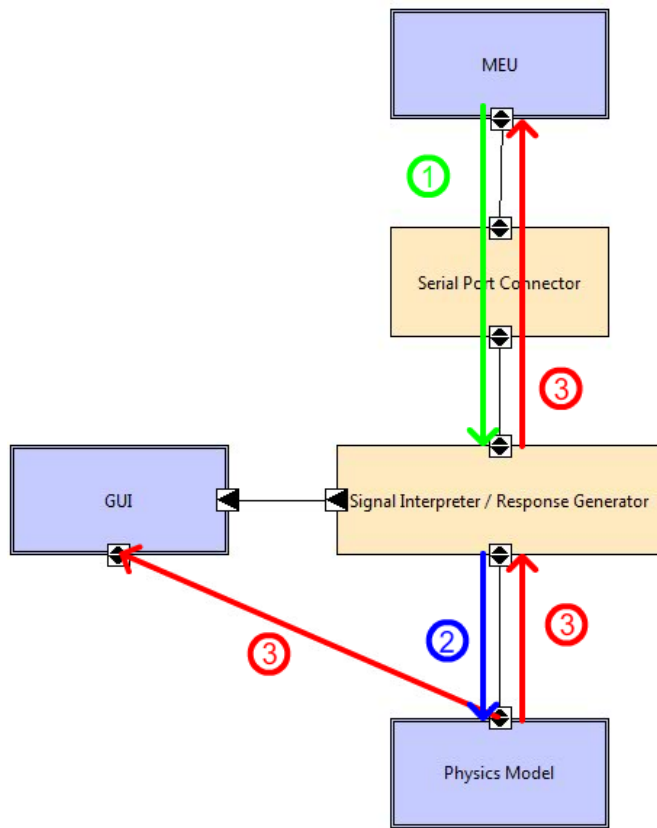 MEU
1
Serial Port Connector
3
GUI
Signal Interpreter / Response Generator
3
2
3
Physics Model